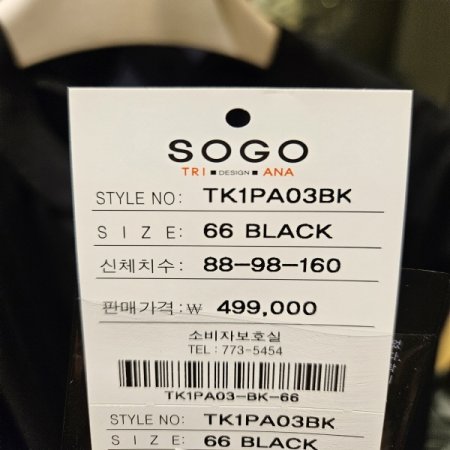 SOGO
TRI ■ DESIGN ■ ANA
STYLE NO: TK1PA03BK
SIZE: 66 BLACK
신체치수: 88-98-160
판매가격:₩ 499,000
소비자보호실
TEL: 773-5454
TK1PA03-BK-66
STYLE NO: TK1PA03BK
SIZE: 66 BLACK